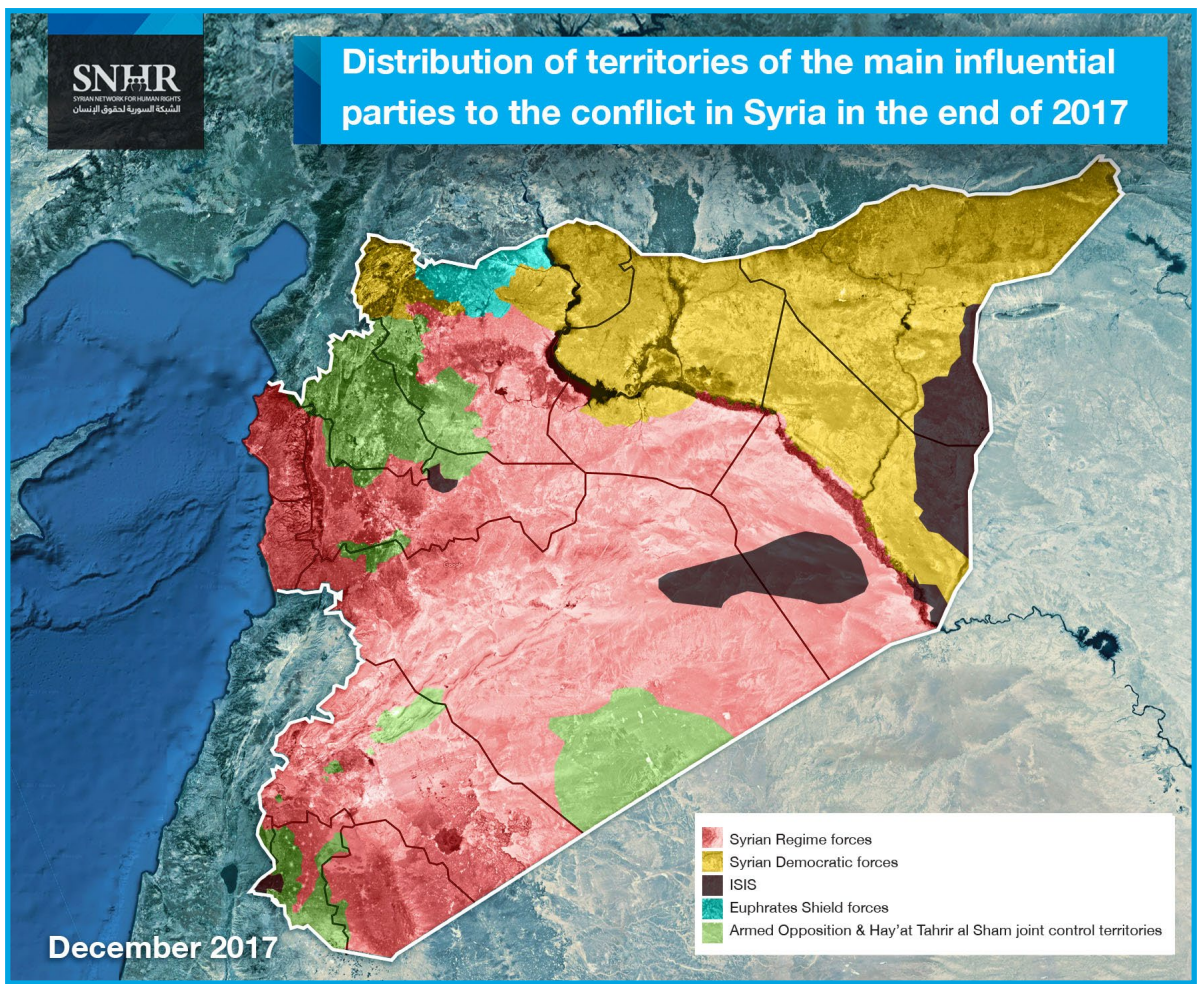 SNHR
SYRIAN NETWORK FOR HUMAN RIGHTS
الشبكة السورية لحقوق الإنسان
Distribution of territories of the main influential
parties to the conflict in Syria in the end of 2017
Syrian Regime forces
Syrian Democratic forces
ISIS
Euphrates Shield forces
Armed Opposition & Hay'at Tahrir al Sham joint control territories
December 2017